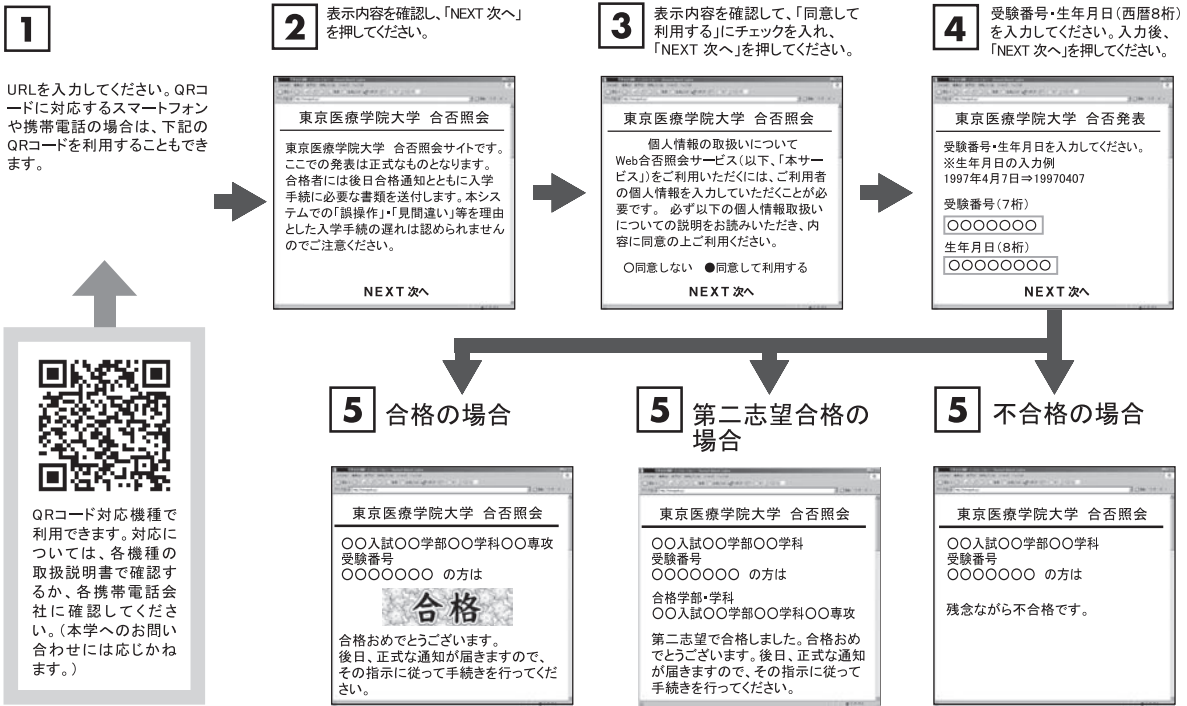 1
URLを入力してください。QRコ
ードに対応するスマートフォン
や携帯電話の場合は、下記の
QRコードを利用することもでき
ます。
QRコード対応機種で
利用できます。対応に
ついては、各機種の
取扱説明書で確認す
るか、各携帯電話会
社に確認してくださ
い。(本学へのお問い
合わせには応じかね
ます。)
2
表示内容を確認し、「NEXT 次へ」
を押してください。
東京医療学院大学 合否照会
東京医療学院大学 合否照会サイトです。
ここでの発表は正式なものとなります。
合格者には後日合格通知とともに入学
手続に必要な書類を送付します。本シス
テムでの「誤操作」・「見間違い」等を理由
とした入学手続の遅れは認められません
のでご注意ください。
NEXT 次へ
3
表示内容を確認して、「同意して
利用する」にチェックを入れ、
「NEXT 次へ」を押してください。
東京医療学院大学 合否照会
個人情報の取扱いについて
Web合否照会サービス(以下、「本サー
ビス」)をご利用いただくには、ご利用者
の個人情報を入力していただくことが必
要です。 必ず以下の個人情報取扱い
についての説明をお読みいただき、内
容に同意の上ご利用ください。
○同意しない ●同意して利用する
NEXT 次へ
4
受験番号・生年月日(西暦8桁)
を入力してください。入力後、
「NEXT 次へ」を押してください。
東京医療学院大学 合否発表
受験番号・生年月日を入力してください。
※生年月日の入力例
1997年4月7日⇒19970407
受験番号(7桁)
○○○○○○○
生年月日(8桁)
○○○○○○○○
NEXT 次へ
5 合格の場合
東京医療学院大学 合否照会
○○入試○○学部○○学科○○専攻
受験番号
○○○○○○○ の方は
合格
合格おめでとうございます。
後日、正式な通知が届きますので、
その指示に従って手続きを行ってくだ
さい。
5 第二志望合格の
場合
東京医療学院大学 合否照会
○○入試○○学部○○学科
受験番号
○○○○○○○ の方は
合格学部・学科
○○入試○○学部○○学科○○専攻
第二志望で合格しました。合格おめ
でとうございます。後日、正式な通知
が届きますので、その指示に従って
手続きを行ってください。
5 不合格の場合
東京医療学院大学 合否照会
○○入試○○学部○○学科
受験番号
○○○○○○○ の方は
残念ながら不合格です。